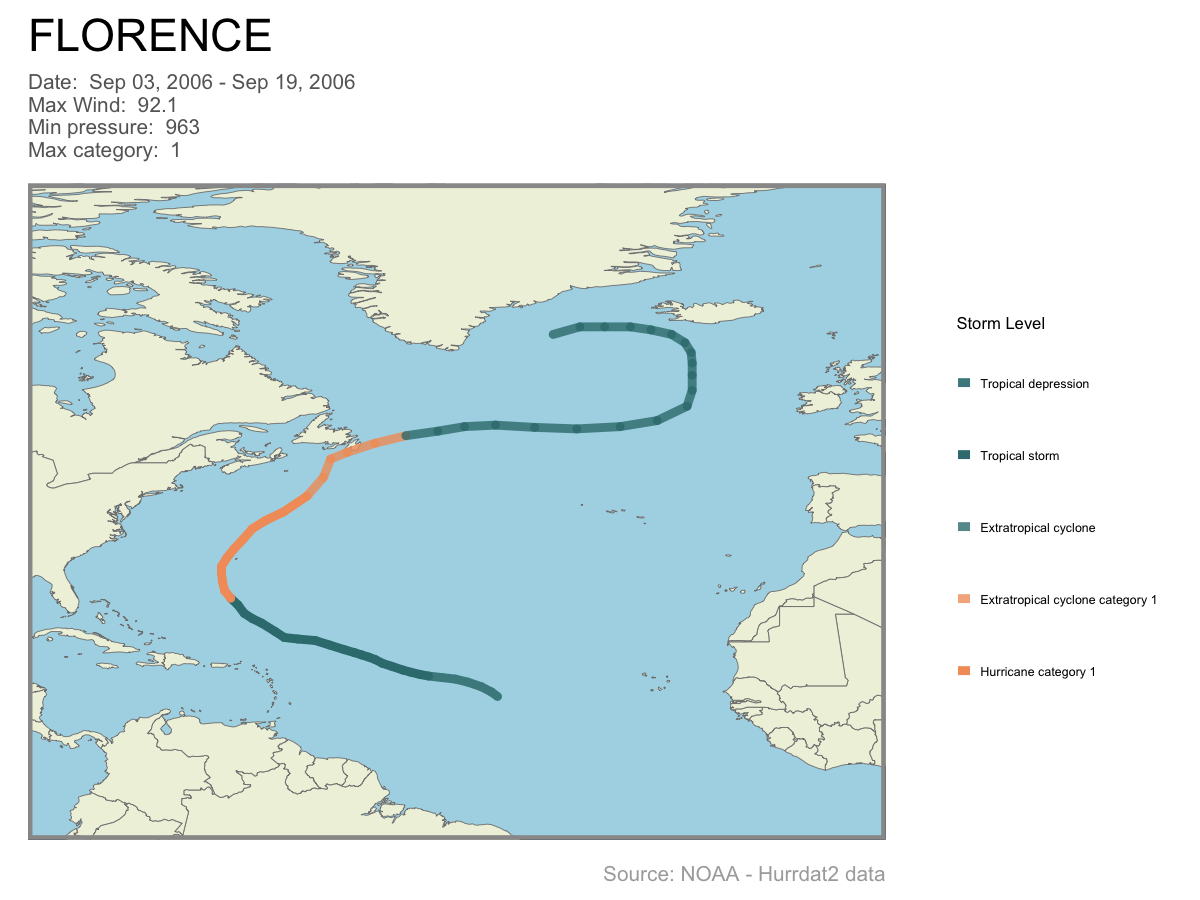 FLORENCE
Date:  Sep 03, 2006 - Sep 19, 2006
Max Wind:  92.1
Min pressure:  963
Max category:  1
Storm Level
Tropical depression
Tropical storm
Extratropical cyclone
Extratropical cyclone category 1
Hurricane category 1
Source: NOAA - Hurrdat2 data